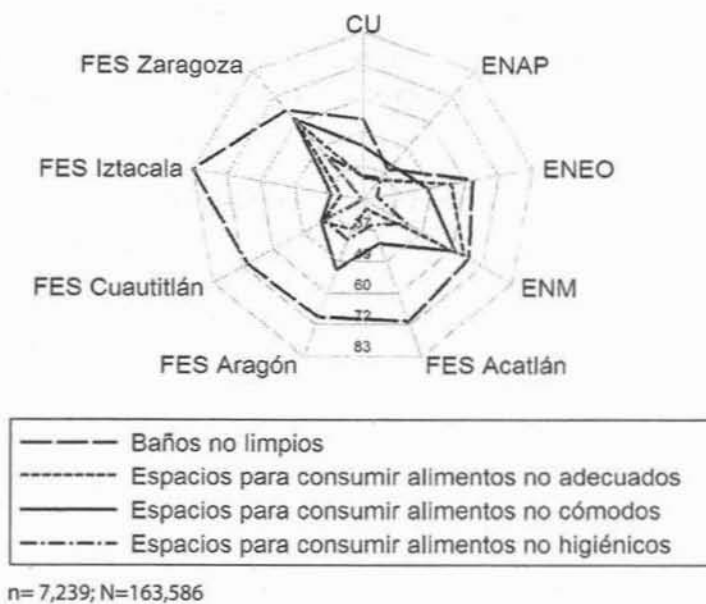 CU
FES Zaragoza
ENAP
FES Iztacala
ENEO
37
49
FES Cuautitlán
ENM
60
72
FES Aragón
83
FES Acatlán
Baños no limpios
Espacios para consumir alimentos no adecuados
Espacios para consumir alimentos no cómodos
Espacios para consumir alimentos no higiénicos
n= 7,239; N=163,586